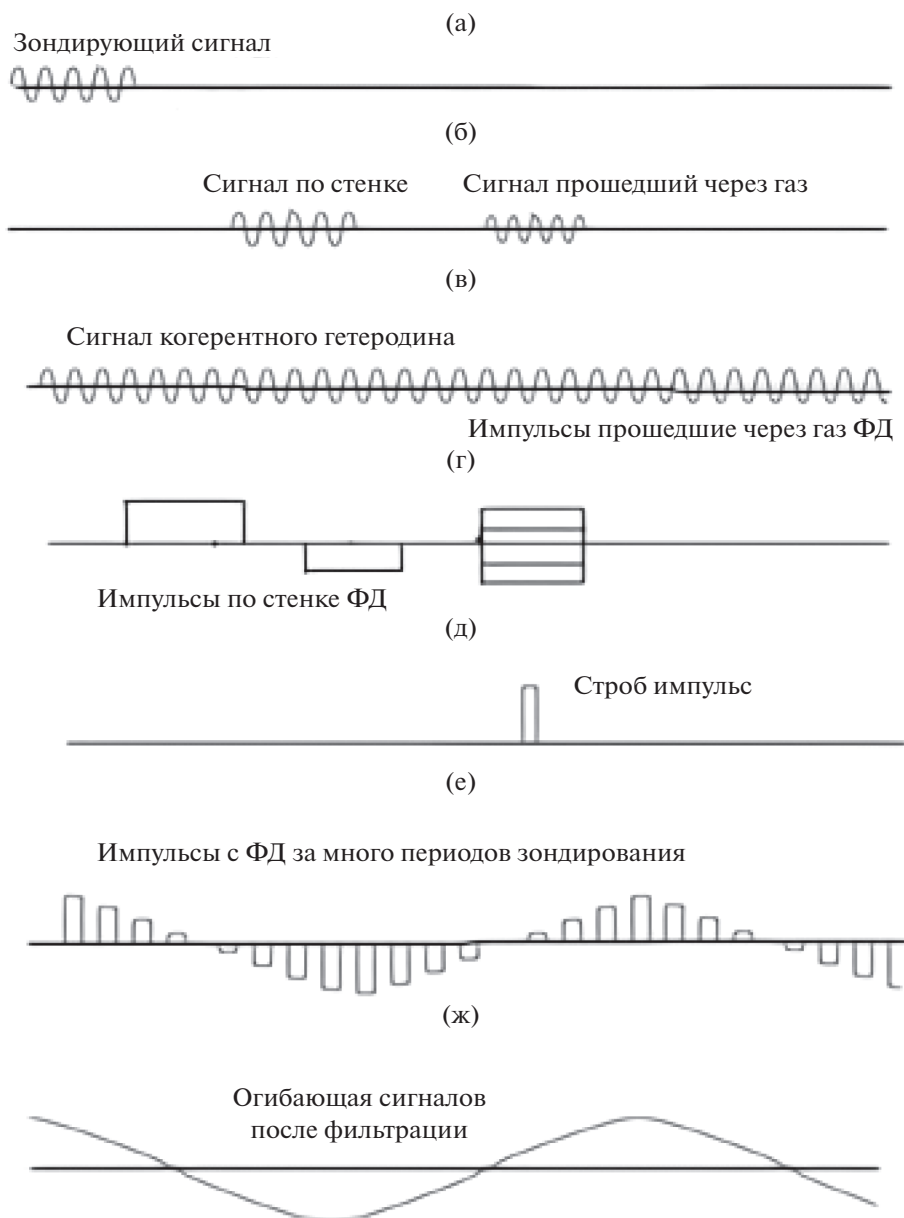 (а)
Зондирующий сигнал
(б)
Сигнал по стенке
Сигнал прошедший через газ
(в)
Сигнал когерентного гетеродина
Импульсы прошедшие через газ ФД
(г)
Импульсы по стенке ФД
(д)
Строб импульс
(е)
Импульсы с ФД за много периодов зондирования
(ж)
Огибающая сигналов
после фильтрации